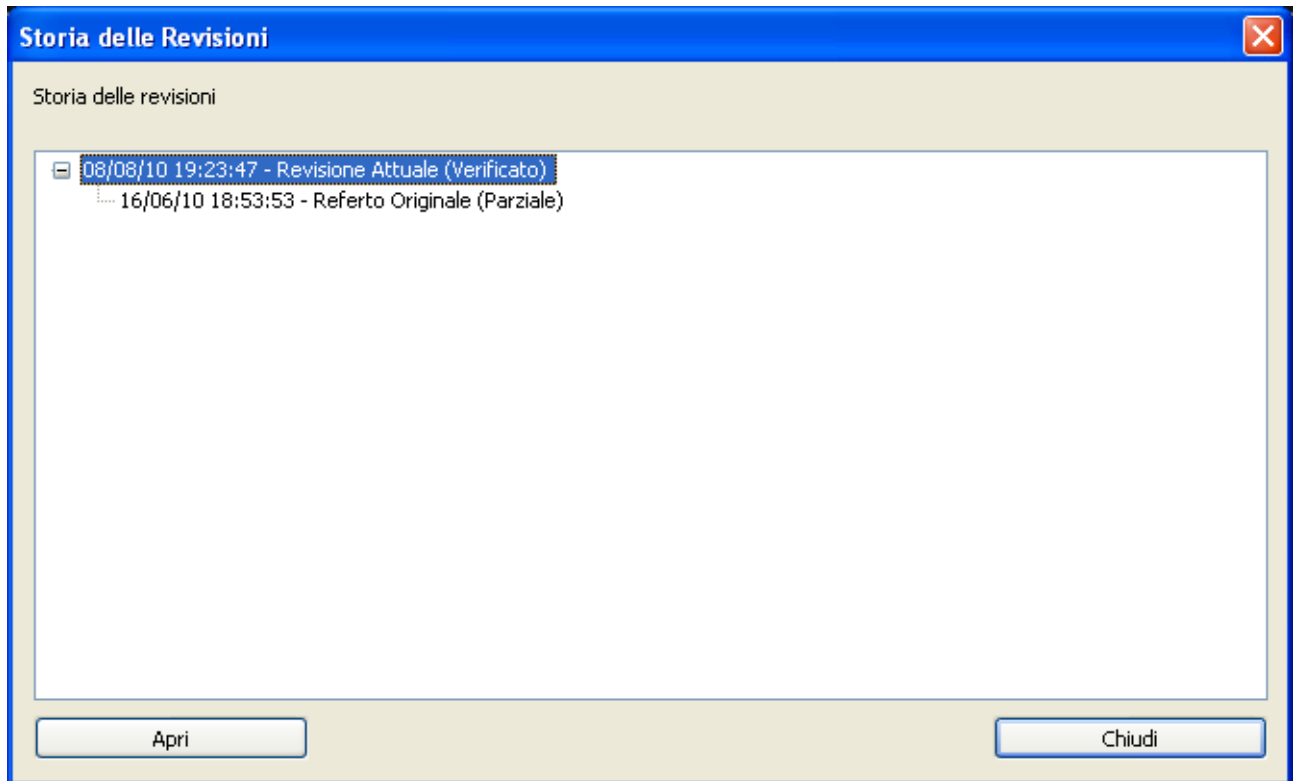 Storia delle Revisioni
Storia delle revisioni
08/08/10 19:23:47 - Revisione Attuale (Verificato)
16/06/10 18:53:53 - Referto Originale (Parziale)
Apri
Chiudi